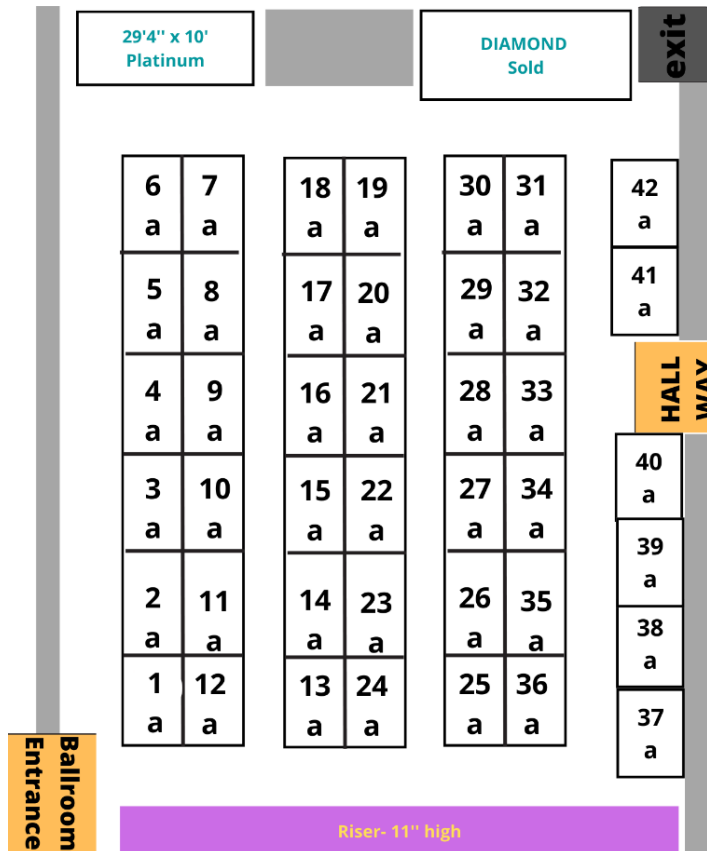 29'4'' x 10'
Platinum
DIAMOND
Sold
exit
6 7
a a
18 19
a a
30 31
a a
42
a
5 8
a a
17 20
a a
29 32
a a
41
a
4 9
a a
16 21
a a
28 33
a a
HALL
WAY
3 10
a a
15 22
a a
27 34
a a
40
a
2 11
a a
14 23
a a
26 35
a a
39
a
38
a
1 12
a a
13 24
a a
25 36
a a
37
a
Ballroom
Entrance
Riser- 11'' high